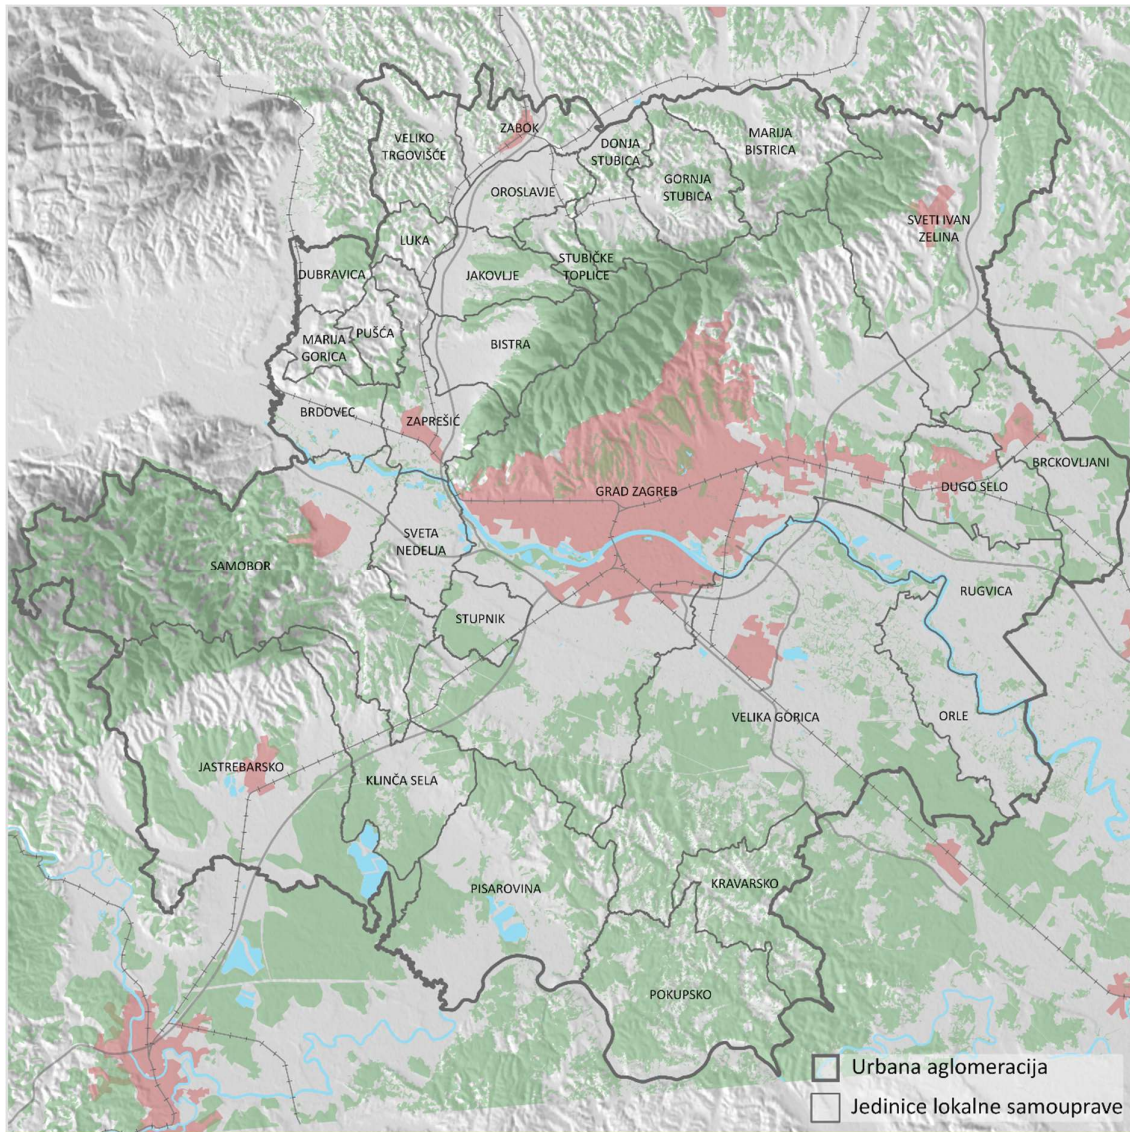 ZABOK
VELIKO
TRGOVIŠĆE
DONJA
STUBICA
MARIJA
BISTRICA
OROSLAVJE
GORNJA
STUBICA
SVETI IVAN
ZELINA
LUKA
DUBRAVICA
JAKOVLJE
STUBIČKE
TOPLICE
PUŠĆA
MARIJA
GORICA
BISTRA
BRDOVEC
ZAPREŠIĆ
GRAD ZAGREB
DUGO SELO
BRCKOVLJANI
SVETA
NEDELJA
SAMOBOR
STUPNIK
RUGVICA
VELIKA GORICA
ORLE
JASTREBARSKO
KLINČA SELA
PISAROVINA
KRAVARSKO
POKUPSKO
Urbana aglomeracija
Jedinice lokalne samouprave